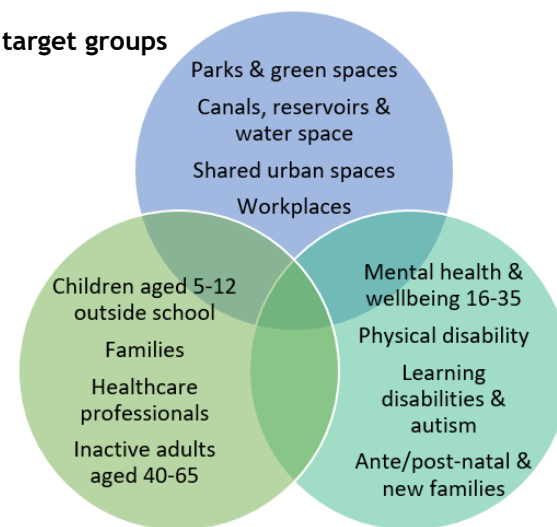 target groups
Parks & green spaces
Canals, reservoirs &
water space
Shared urban spaces
Workplaces
Children aged 5-12
outside school
Families
Healthcare
professionals
Inactive adults
aged 40-65
Mental health &
wellbeing 16-35
Physical disability
Learning
disabilities &
autism
Ante/post-natal &
new families